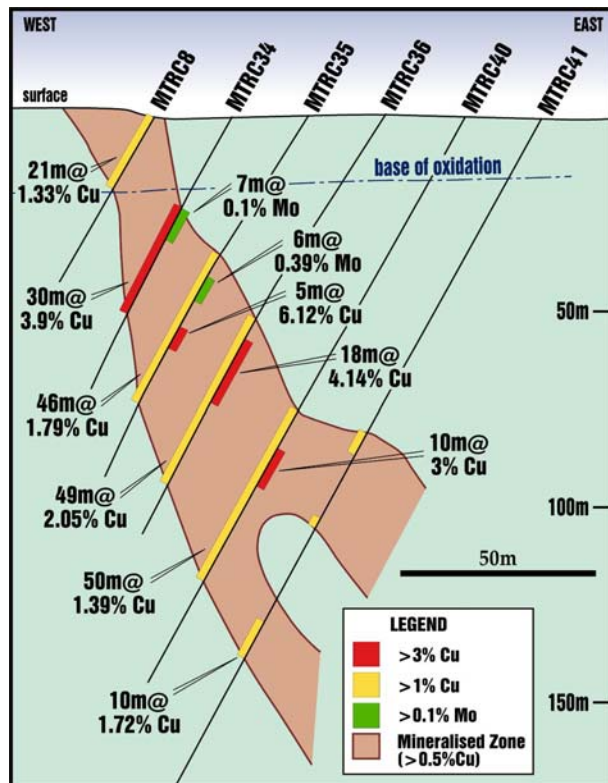 WEST
EAST
MTRC8
MTRC34
MTRC35
MTRC36
MTRC40
MTRC41
surface
base of oxidation
21m@
1.33% Cu
7m@
0.1% Mo
6m@
0.39% Mo
30m@
3.9% Cu
5m@
6.12% Cu
50m
18m@
4.14% Cu
46m@
1.79% Cu
10m@
3% Cu
49m@
2.05% Cu
100m
50m
50m@
1.39% Cu
10m@
1.72% Cu
LEGEND
>3% Cu
>1% Cu
>0.1% Mo
Mineralised Zone
(>0.5%Cu)
150m